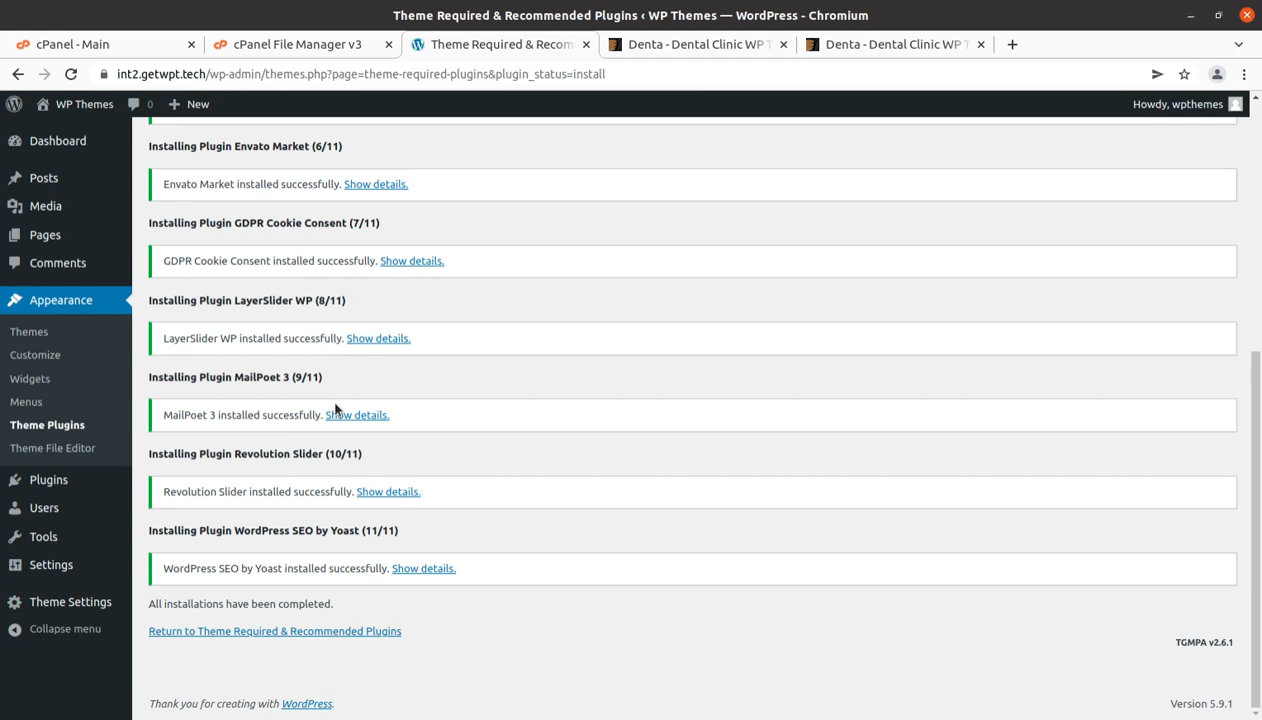 Theme Required & Recommended Plugins ‹ WP Themes — WordPress - Chromium
cPanel - Main
cPanel File Manager v3
Theme Required & Recom
Denta - Dental Clinic WP T
Denta - Dental Clinic WP T
int2.getwpt.tech/wp-admin/themes.php?page=theme-required-plugins&plugin_status=install
WP Themes 0 New Howdy, wpthemes
Dashboard
Posts
Media
Pages
Comments
Appearance
Themes
Customize
Widgets
Menus
Theme Plugins
Theme File Editor
Plugins
Users
Tools
Settings
Theme Settings
Collapse menu
Installing Plugin Envato Market (6/11)
Envato Market installed successfully. Show details.
Installing Plugin GDPR Cookie Consent (7/11)
GDPR Cookie Consent installed successfully. Show details.
Installing Plugin LayerSlider WP (8/11)
LayerSlider WP installed successfully. Show details.
Installing Plugin MailPoet 3 (9/11)
MailPoet 3 installed successfully. Show details.
Installing Plugin Revolution Slider (10/11)
Revolution Slider installed successfully. Show details.
Installing Plugin WordPress SEO by Yoast (11/11)
WordPress SEO by Yoast installed successfully. Show details.
All installations have been completed.
Return to Theme Required & Recommended Plugins
TGMPA v2.6.1
Thank you for creating with WordPress.
Version 5.9.1